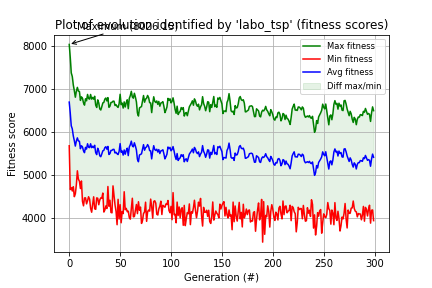 Plot of evolution identified by 'labo_tsp' (fitness scores)
8000
7000
6000
5000
4000
Fitness score
Max fitness
Min fitness
Avg fitness
Diff max/min
0
50
100
150
200
250
300
Generation (#)